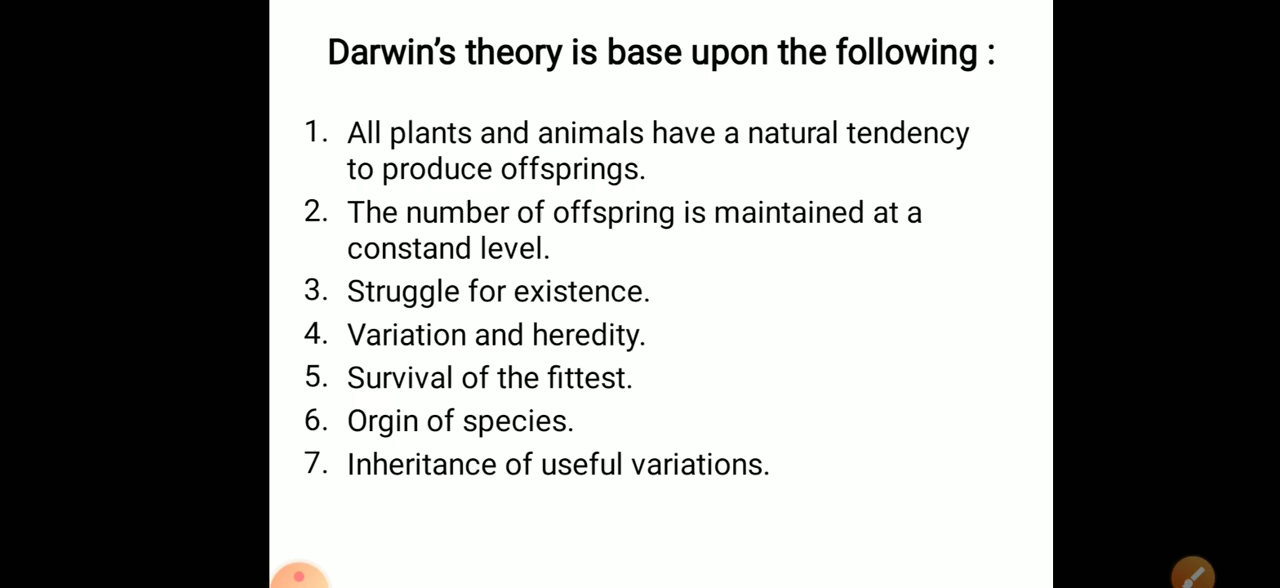 Darwin's theory is base upon the following :
1. All plants and animals have a natural tendency
to produce offsprings.
2. The number of offspring is maintained at a
constand level.
3. Struggle for existence.
4. Variation and heredity.
5. Survival of the fittest.
6. Orgin of species.
7. Inheritance of useful variations.